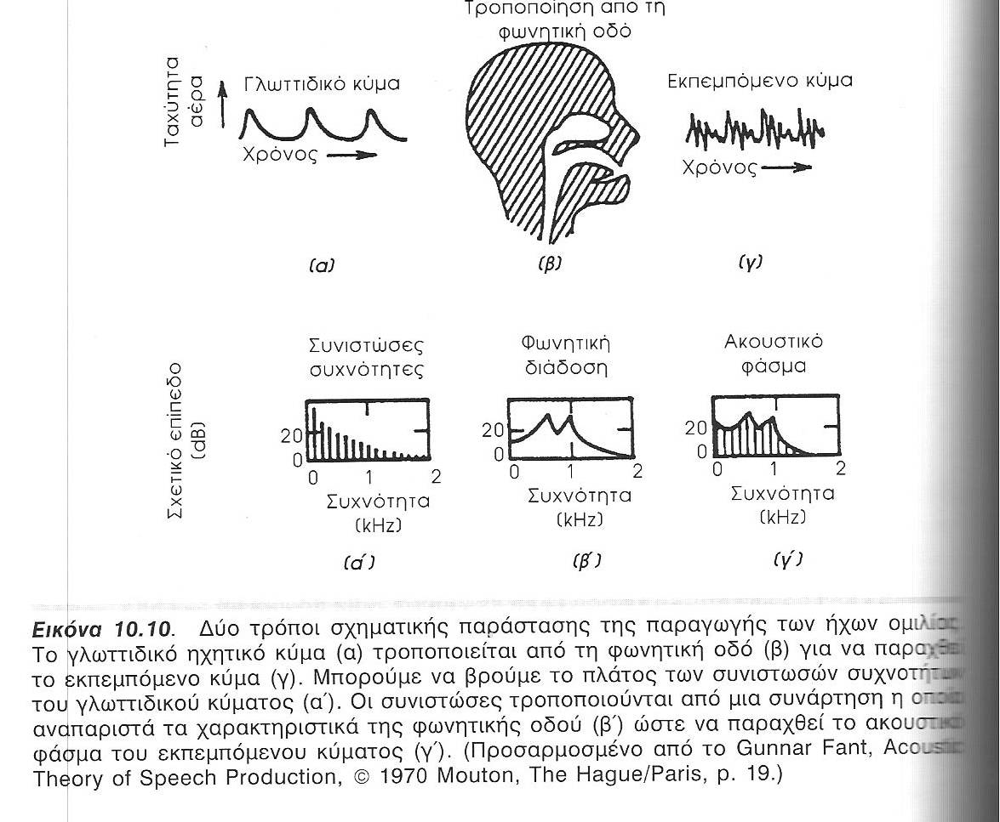 Τροποποίηση από τη
φωνητική οδό
Ταχύτητα
αέρα
Γλωττιδικό κύμα
Χρόνος
Εκπεμπόμενο κύμα
Χρόνος
(α) (β) (γ)
Συνιστώσες
συχνότητες
Φωνητική
διάδοση
Ακουστικό
φάσμα
Σχετικό επίπεδο
(dB)
20
0
0 1 2
Συχνότητα
(kHz)
20
0
0 1 2
Συχνότητα
(kHz)
20
0
0 1 2
Συχνότητα
(kHz)
(α΄) (β΄) (γ΄)
Εικόνα 10.10. Δύο τρόποι σχηματικής παράστασης της παραγωγής των ήχων ομιλίας.
Το γλωττιδικό ηχητικό κύμα (α) τροποποιείται από τη φωνητική οδό (β) για να παραχθεί
το εκπεμπόμενο κύμα (γ). Μπορούμε να βρούμε το πλάτος των συνιστωσών συχνοτήτων
του γλωττιδικού κύματος (α΄). Οι συνιστώσες τροποποιούνται από μια συνάρτηση η οποία
αναπαριστά τα χαρακτηριστικά της φωνητικής οδού (β΄) ώστε να παραχθεί το ακουστικό
φάσμα του εκπεμπόμενου κύματος (γ΄). (Προσαρμοσμένο από το Gunnar Fant, Acoustic
Theory of Speech Production, © 1970 Mouton, The Hague/Paris, p. 19.)